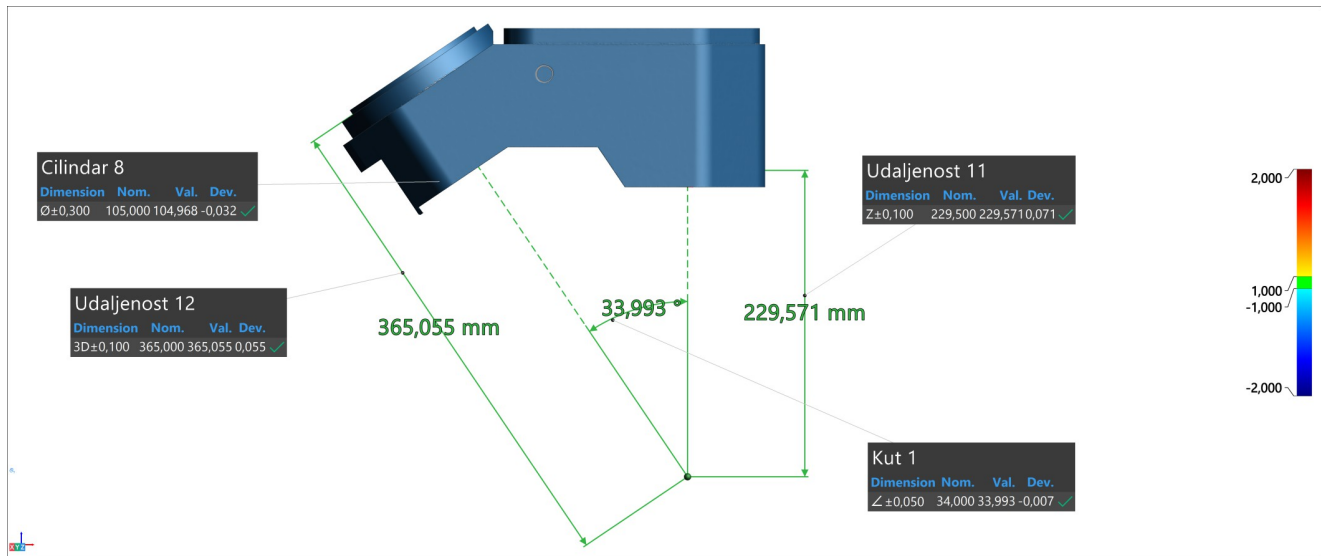 Cilindar 8
Dimension Nom. Val. Dev.
Ø±0,300 105,000 104,968 -0,032
Udaljenost 11
Dimension Nom. Val. Dev.
Z±0,100 229,500 229,571 0,071
Udaljenost 12
Dimension Nom. Val. Dev.
3D±0,100 365,000 365,055 0,055
33,993 °
365,055 mm
229,571 mm
Kut 1
Dimension Nom. Val. Dev.
∠±0,050 34,000 33,993 -0,007
2,000
1,000
-1,000
-2,000
X Y Z